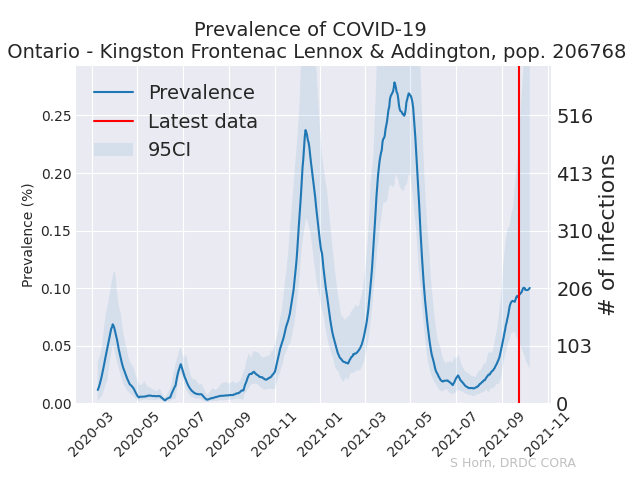 Prevalence of COVID-19
Ontario - Kingston Frontenac Lennox & Addington, pop. 206768
Prevalence
Latest data
95CI
Prevalence (%)
0.25
0.20
0.15
0.10
0.05
0.00
516
413
310
206
103
0
# of infections
2020-03
2020-05
2020-07
2020-09
2020-11
2021-01
2021-03
2021-05
2021-07
2021-09
2021-11
S Horn, DRDC CORA